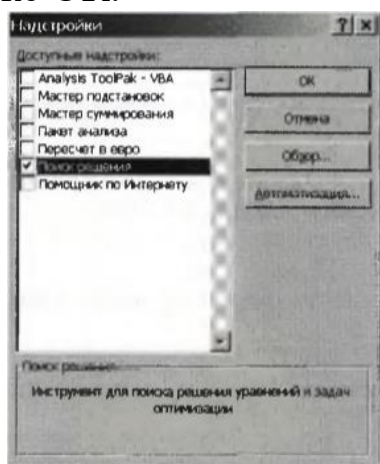 Надстройки
Доступные надстройки:
Analysis ToolPak - VBA
Мастер подстановок
Мастер суммирования
Пакет анализа
Пересчет в евро
Поиск решения
Помощник по Интернету
ОК
Отмена
Обзор...
Автоматизация...
Поиск решения
Инструмент для поиска решения уравнений и задач
оптимизации